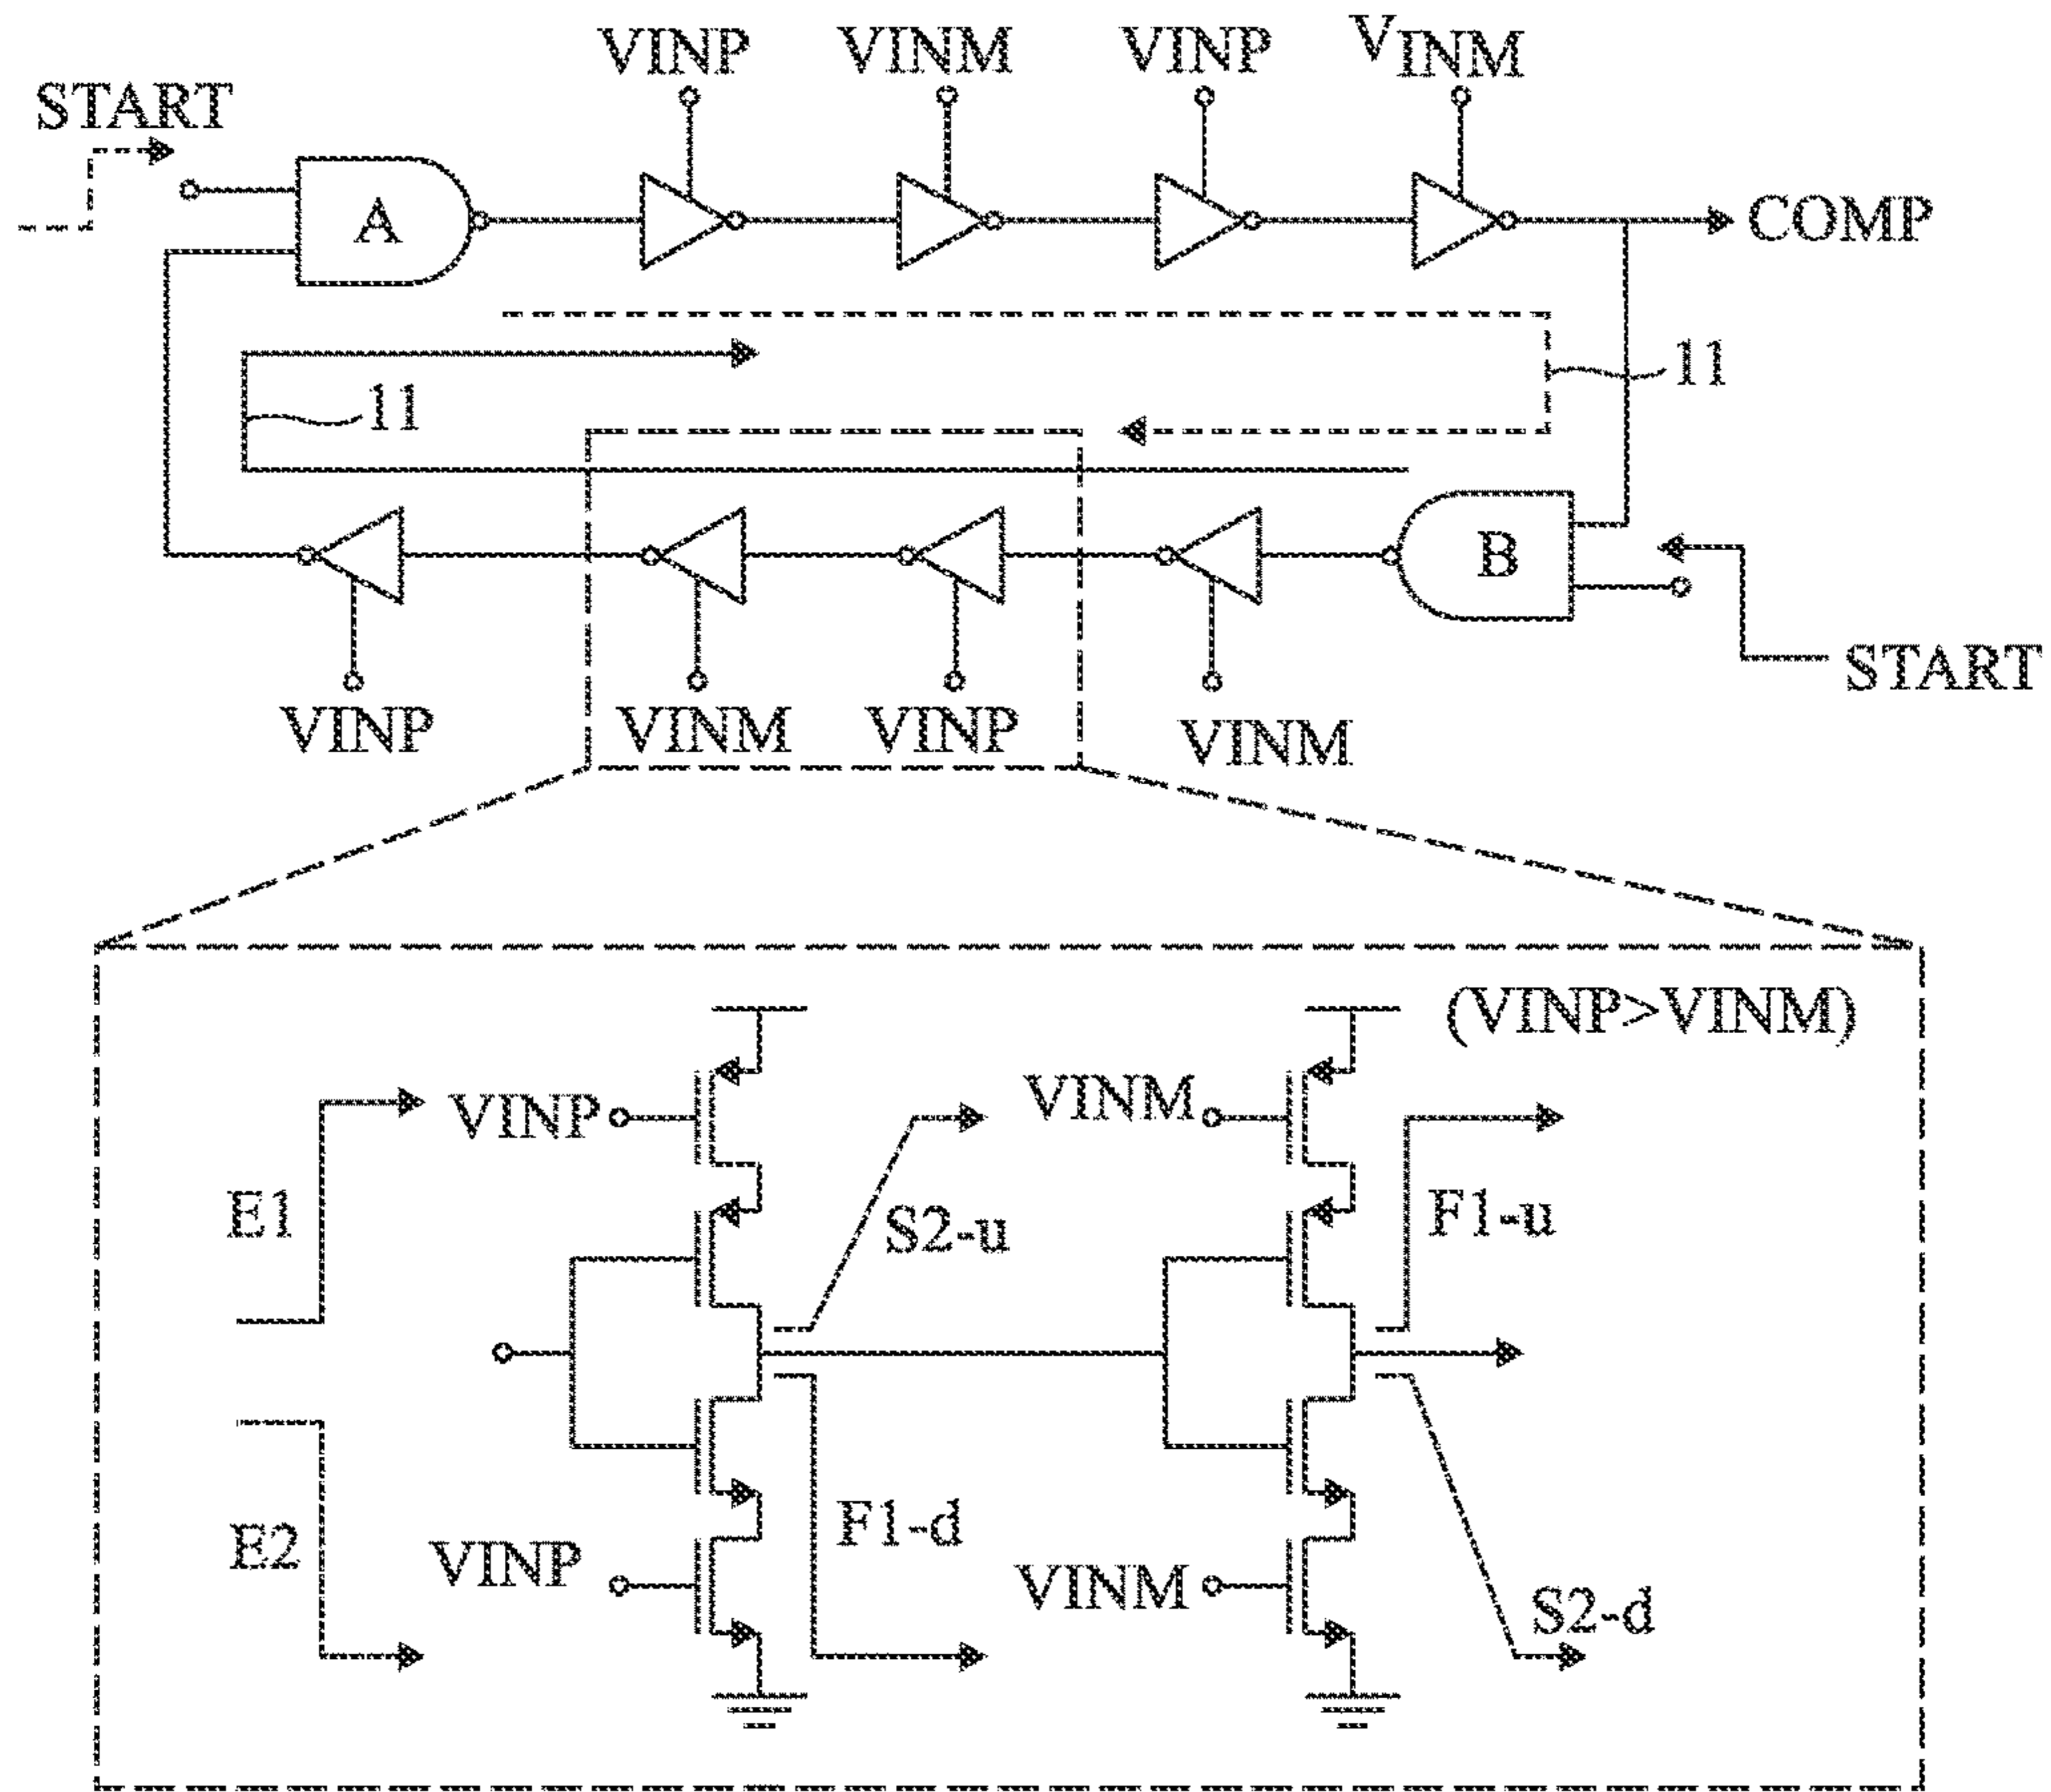 VINP VINM VINP VINM
START
A
COMP
11
11
B
START
VINP VINM VINP VINM
(VINP>VINM)
VINP VINM
E1 S2-u F1-u
E2 VINP F1-d VINM S2-d